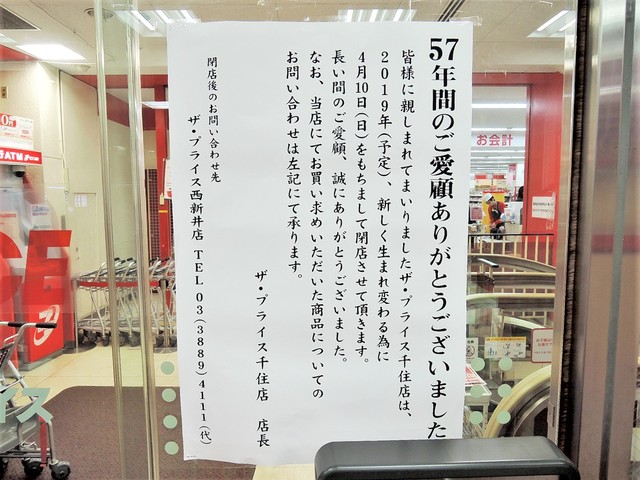 57年間のご愛顧ありがとうございました
皆様に親しまれてまいりましたザ・プライス千住店は、
2019年(予定)、新しく生まれ変わる為に
4月10日(日)をもちまして閉店させて頂きます。
長い間のご愛顧、誠にありがとうございました。
なお、当店にてお買い求めいただいた商品についての
お問い合わせは左記にて承ります。
ザ・プライス千住店 店長
閉店後のお問い合わせ先
ザ・プライス西新井店 TEL 03(3889)4111(代)
お会計
ATM
イス